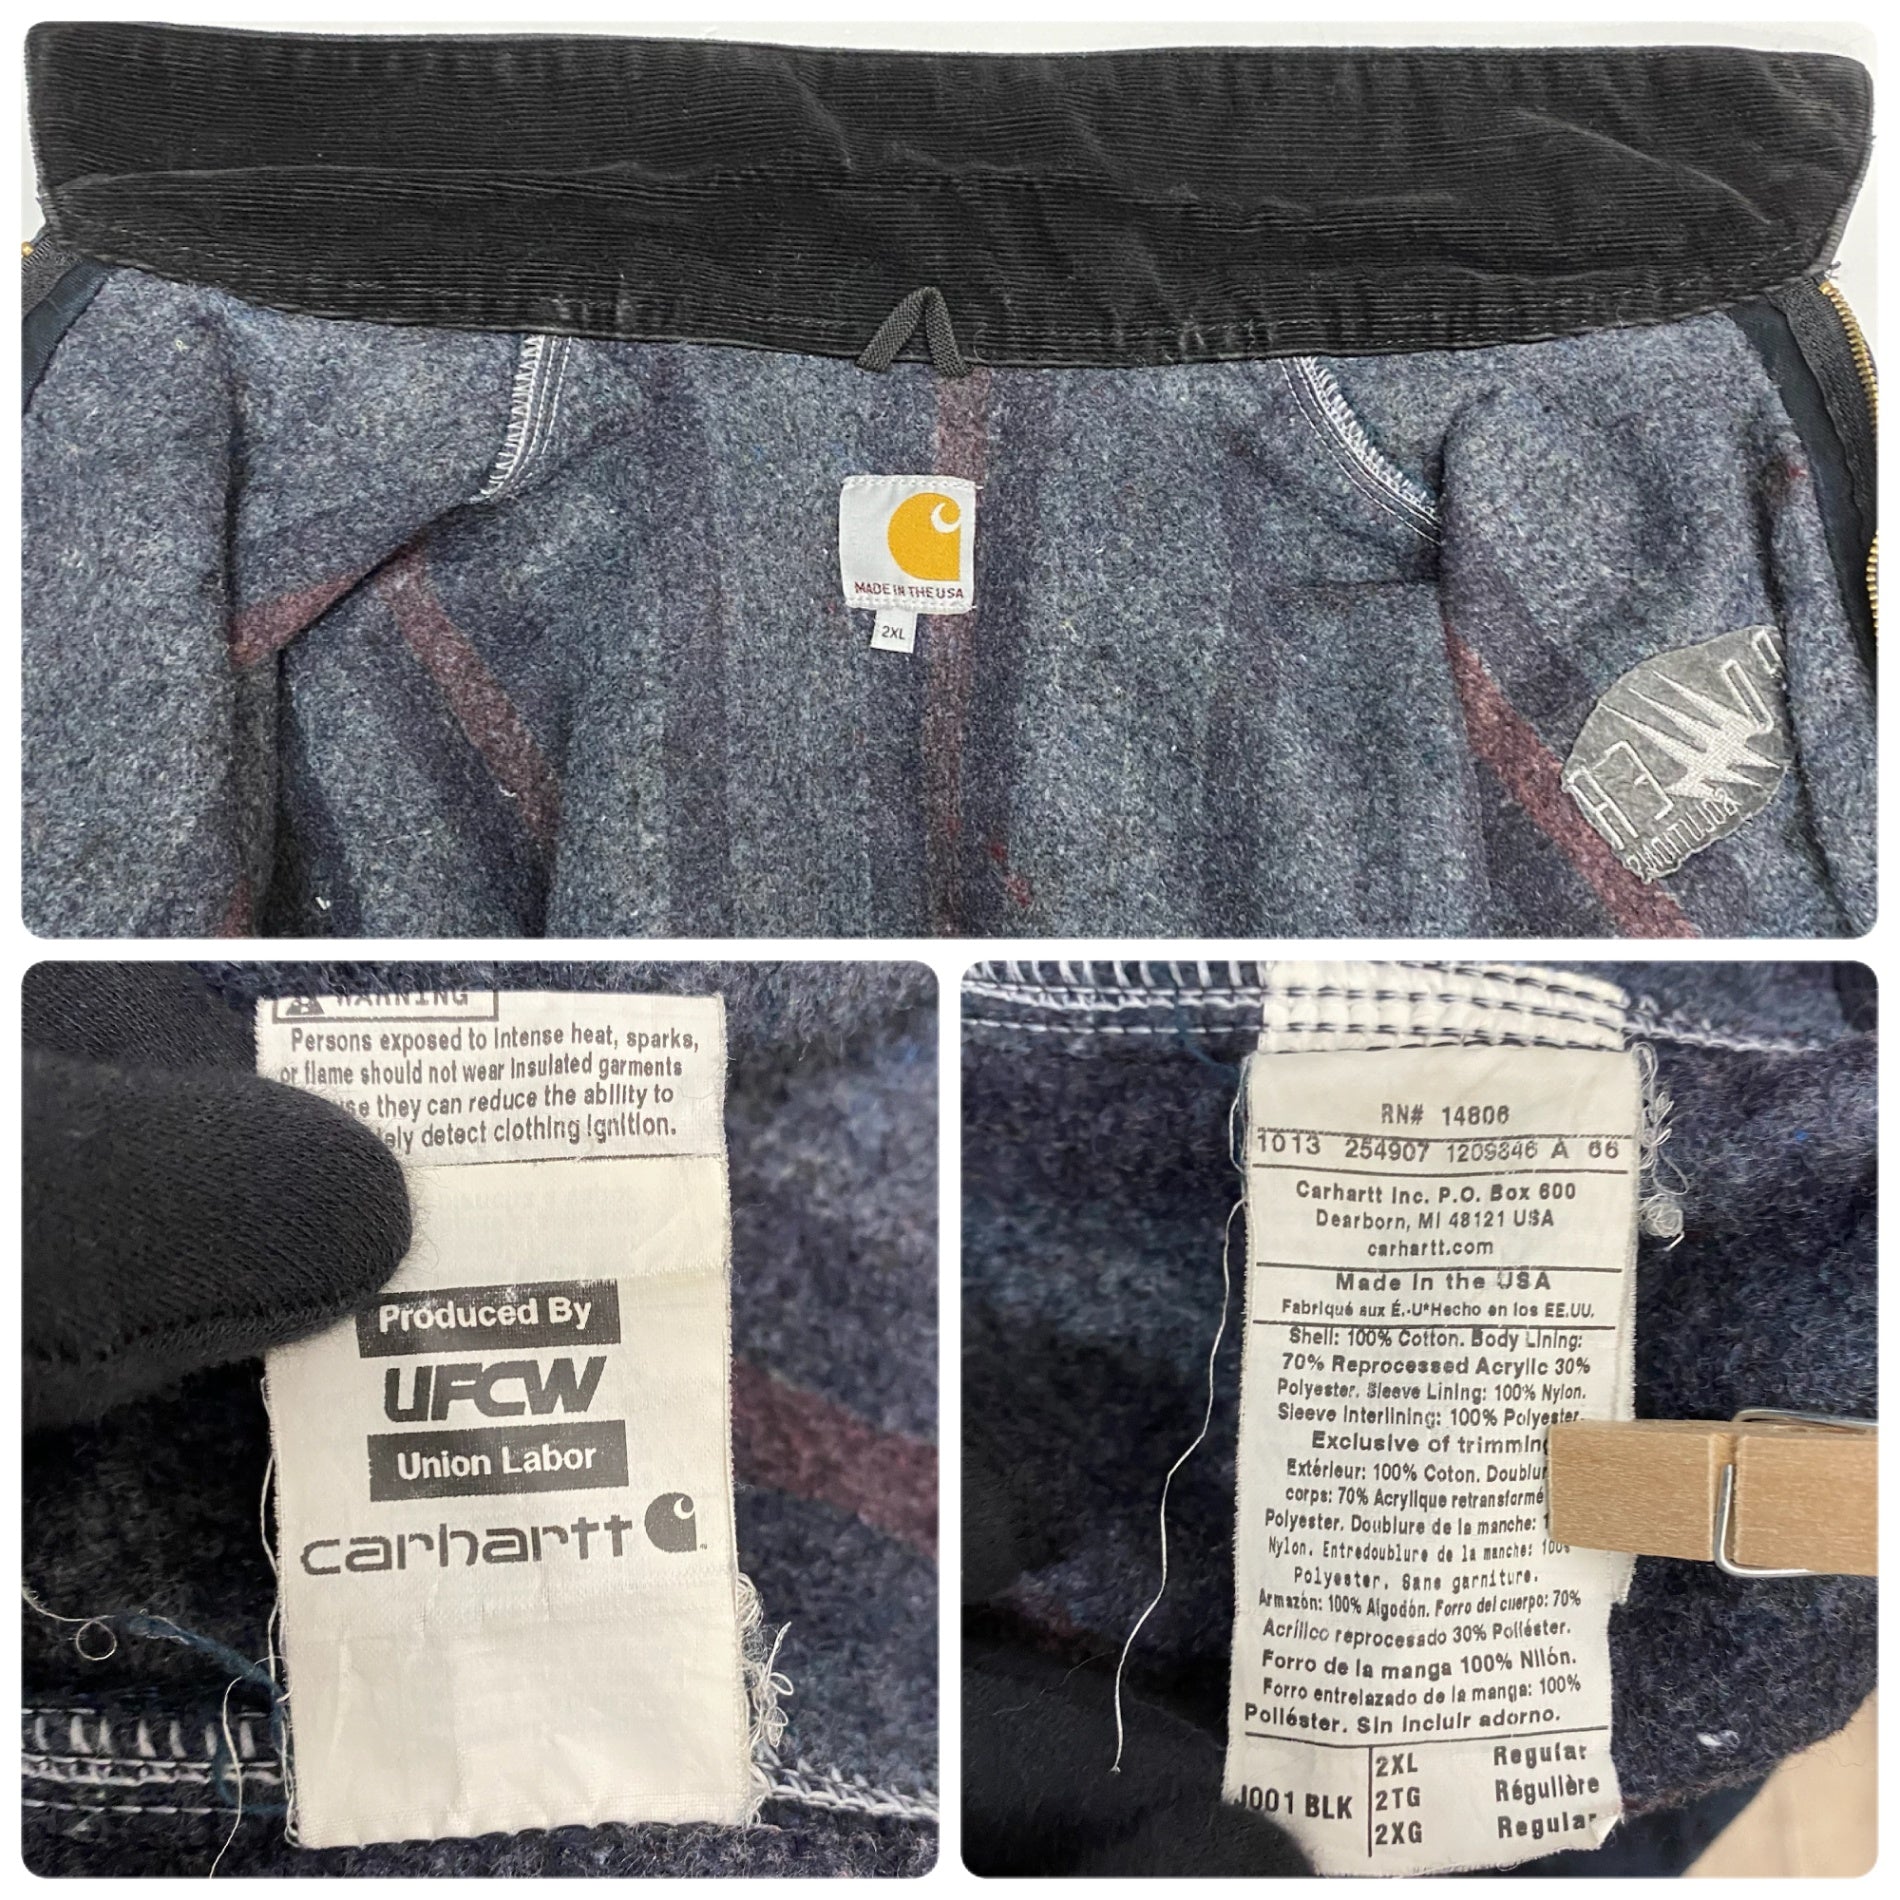 MADE IN THE USA
2XL
SOLUTIONS
WARNING
Persons exposed to intense heat, sparks,
or flame should not wear insulated garments
they can reduce the ability to
detect clothing ignition.
Produced By
UFCW
Union Labor
carhartt
RN# 14806
1013 254907 1209846 A 66
Carhartt Inc. P.O. Box 600
Dearborn, MI 48121 USA
carhartt.com
Made in the USA
Fabriqué aux É.-U*Hecho en los EE.UU.
Shell: 100% Cotton. Body Lining:
70% Reprocessed Acrylic 30%
Polyester. Sleeve Lining: 100% Nylon.
Sleeve Interlining: 100% Polyester.
Exclusive of
Extérieur: 100% Coton.
corps: 70% Acrylique
Polyester. Doublure de la manche:
Nylon. Entredoublure de la manche: 100%
Polyester. Sans garniture.
Armazón: 100% Algodón. Forro del cuerpo: 70%
Acrílico reprocesado 30% Poliéster.
Forro de la manga 100% Nilón.
Forro entrelazado de la manga: 100%
Poliéster. Sin incluir adorno.
J001 BLK
2XL Regular
2TG Régulière
2XG Regular